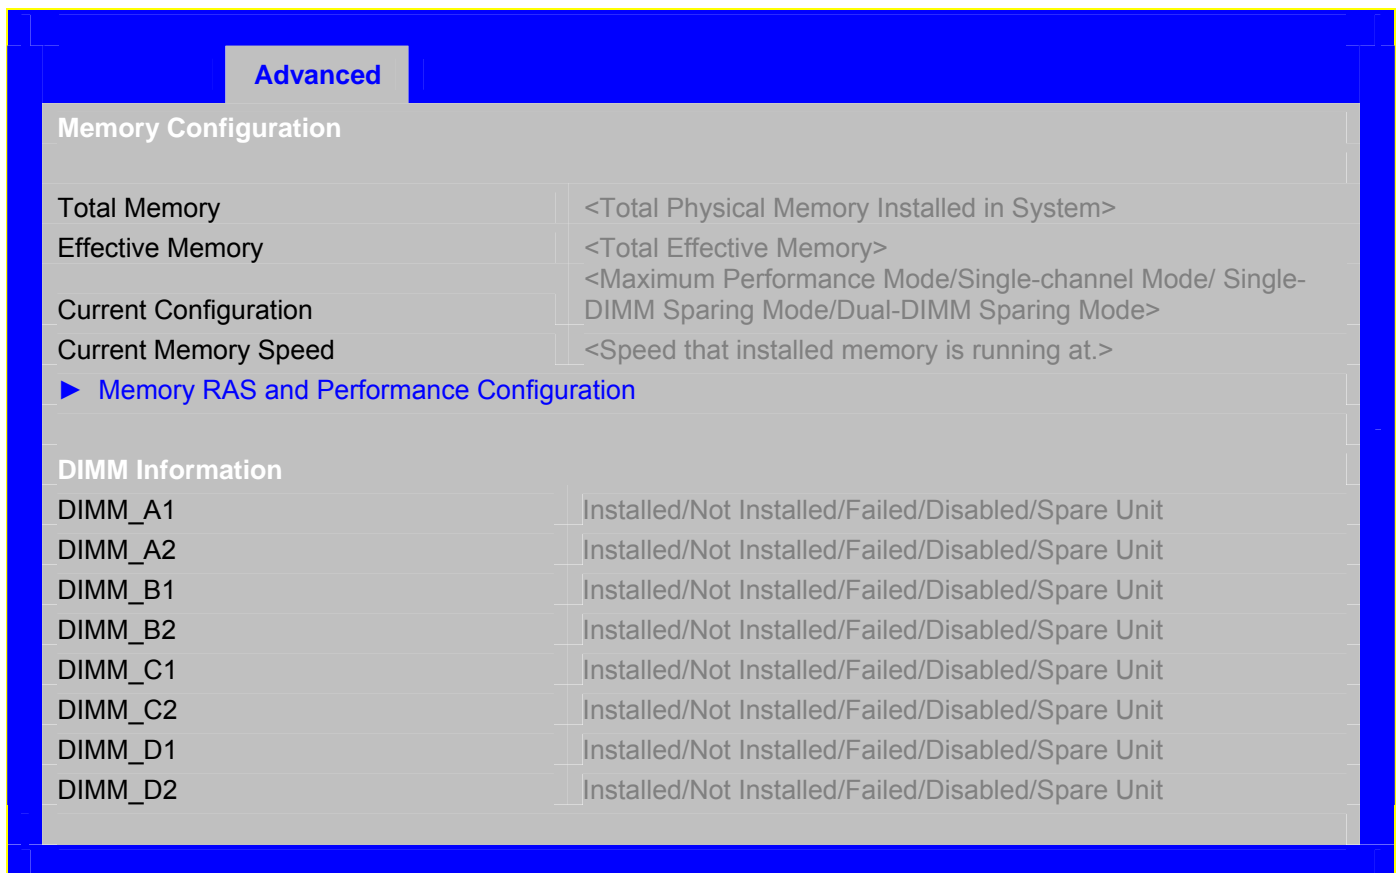 Advanced
Memory Configuration
Total Memory <Total Physical Memory Installed in System>
Effective Memory <Total Effective Memory>
<Maximum Performance Mode/Single-channel Mode/ Single-
Current Configuration DIMM Sparing Mode/Dual-DIMM Sparing Mode>
Current Memory Speed <Speed that installed memory is running at.>
► Memory RAS and Performance Configuration
DIMM Information
DIMM_A1 Installed/Not Installed/Failed/Disabled/Spare Unit
DIMM_A2 Installed/Not Installed/Failed/Disabled/Spare Unit
DIMM_B1 Installed/Not Installed/Failed/Disabled/Spare Unit
DIMM_B2 Installed/Not Installed/Failed/Disabled/Spare Unit
DIMM_C1 Installed/Not Installed/Failed/Disabled/Spare Unit
DIMM_C2 Installed/Not Installed/Failed/Disabled/Spare Unit
DIMM_D1 Installed/Not Installed/Failed/Disabled/Spare Unit
DIMM_D2 Installed/Not Installed/Failed/Disabled/Spare Unit